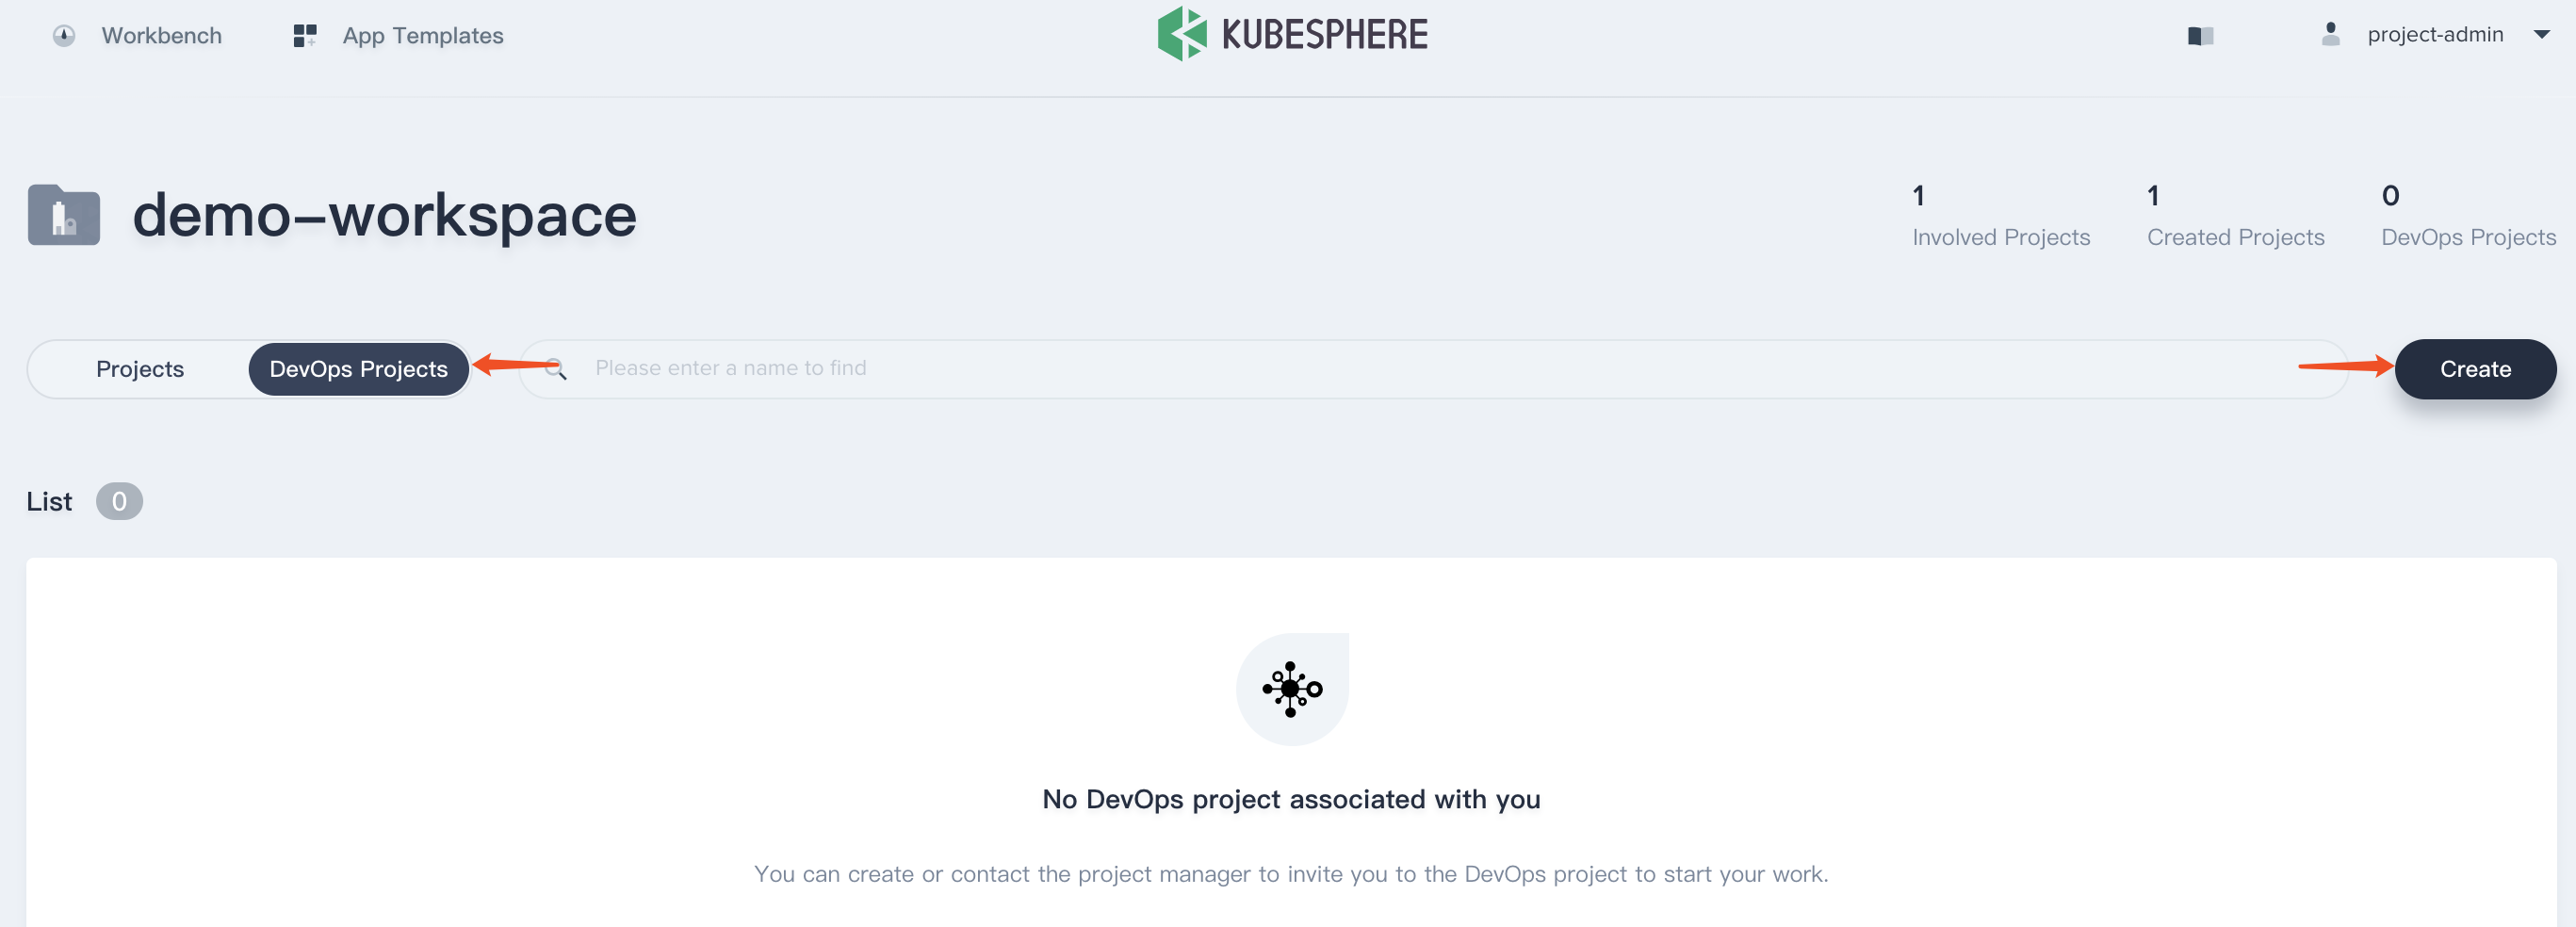 Workbench
App Templates
KUBESPHERE
project-admin
demo-workspace
1
Involved Projects
1
Created Projects
0
DevOps Projects
Projects
DevOps Projects
Please enter a name to find
Create
List 0
No DevOps project associated with you
You can create or contact the project manager to invite you to the DevOps project to start your work.